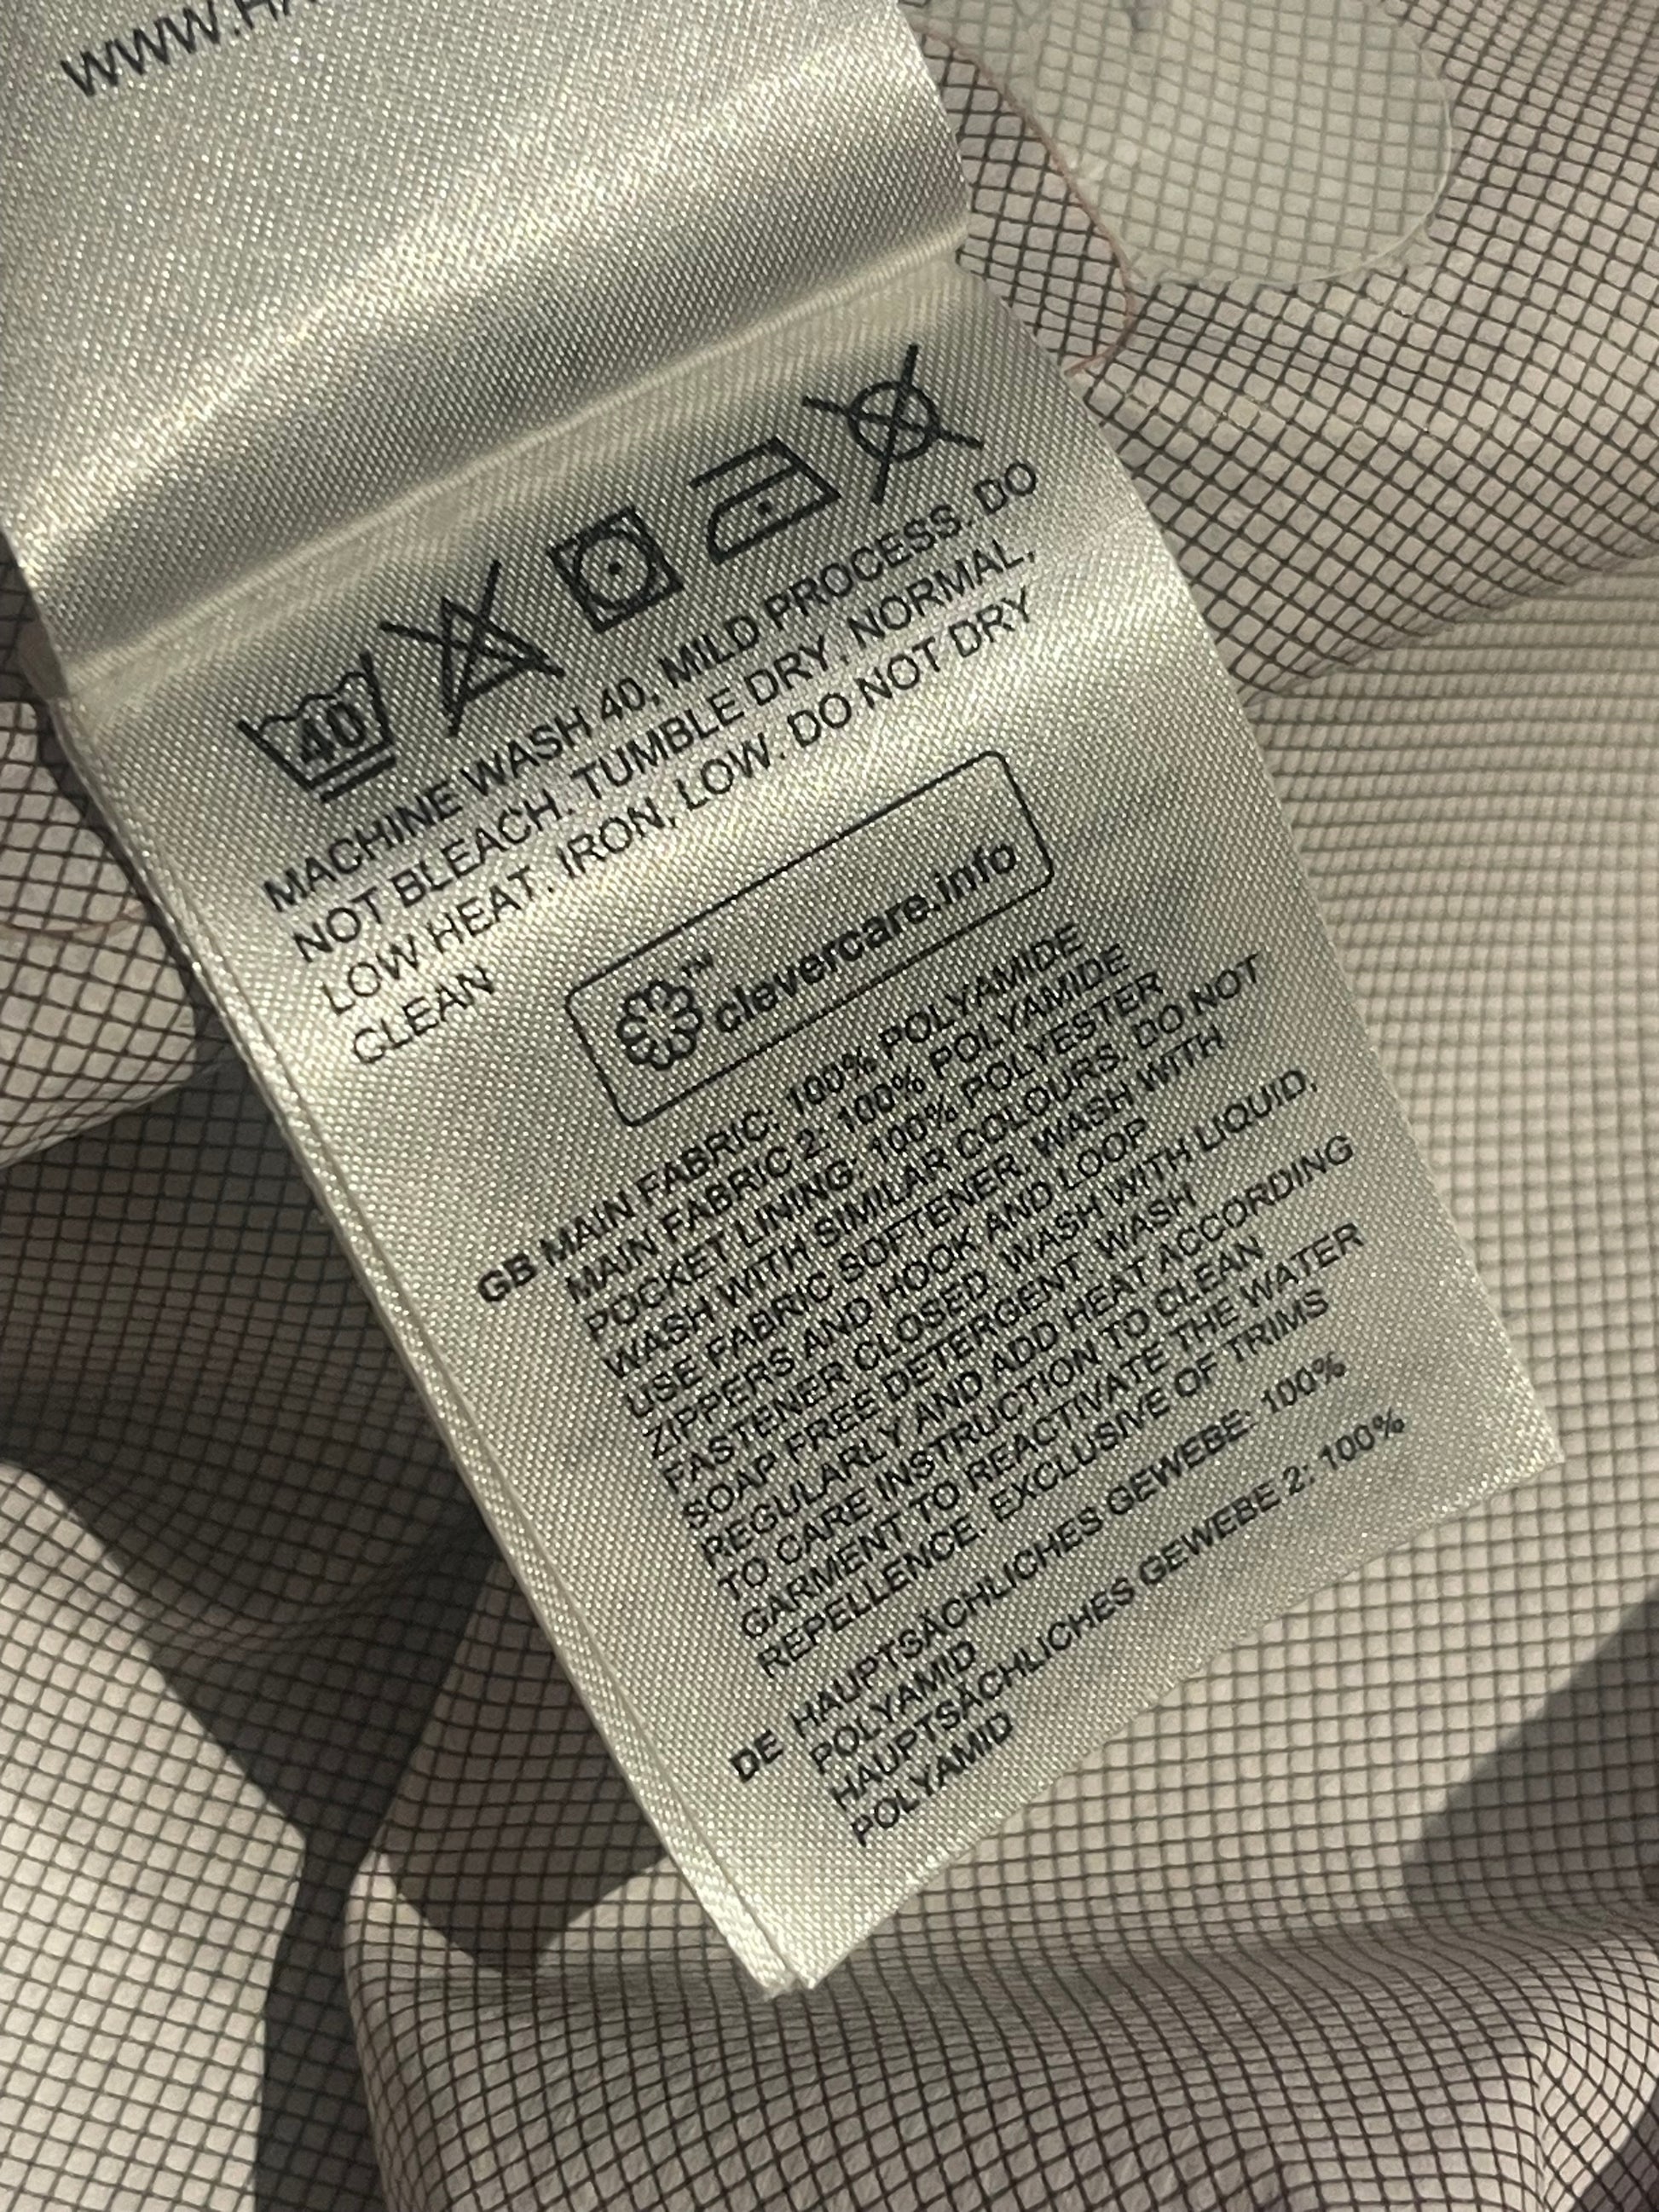 WWW.HA
40
MACHINE WASH 40, MILD PROCESS. DO
NOT BLEACH. TUMBLE DRY, NORMAL,
LOW HEAT. IRON, LOW. DO NOT DRY
CLEAN
™ clevercare.info
GB MAIN FABRIC: 100% POLYAMIDE
MAIN FABRIC 2: 100% POLYAMIDE
POCKET LINING: 100% POLYESTER
WASH WITH SIMILAR COLOURS. DO NOT
USE FABRIC SOFTENER. WASH WITH
ZIPPERS AND HOOK AND LOOP
FASTENER CLOSED. WASH WITH LIQUID,
SOAP FREE DETERGENT. WASH
REGULARLY AND ADD HEAT ACCORDING
TO CARE INSTRUCTION TO CLEAN
GARMENT TO REACTIVATE THE WATER
REPELLENCE. EXCLUSIVE OF TRIMS
DE HAUPTSÄCHLICHES GEWEBE: 100%
POLYAMID
HAUPTSÄCHLICHES GEWEBE 2: 100%
POLYAMID